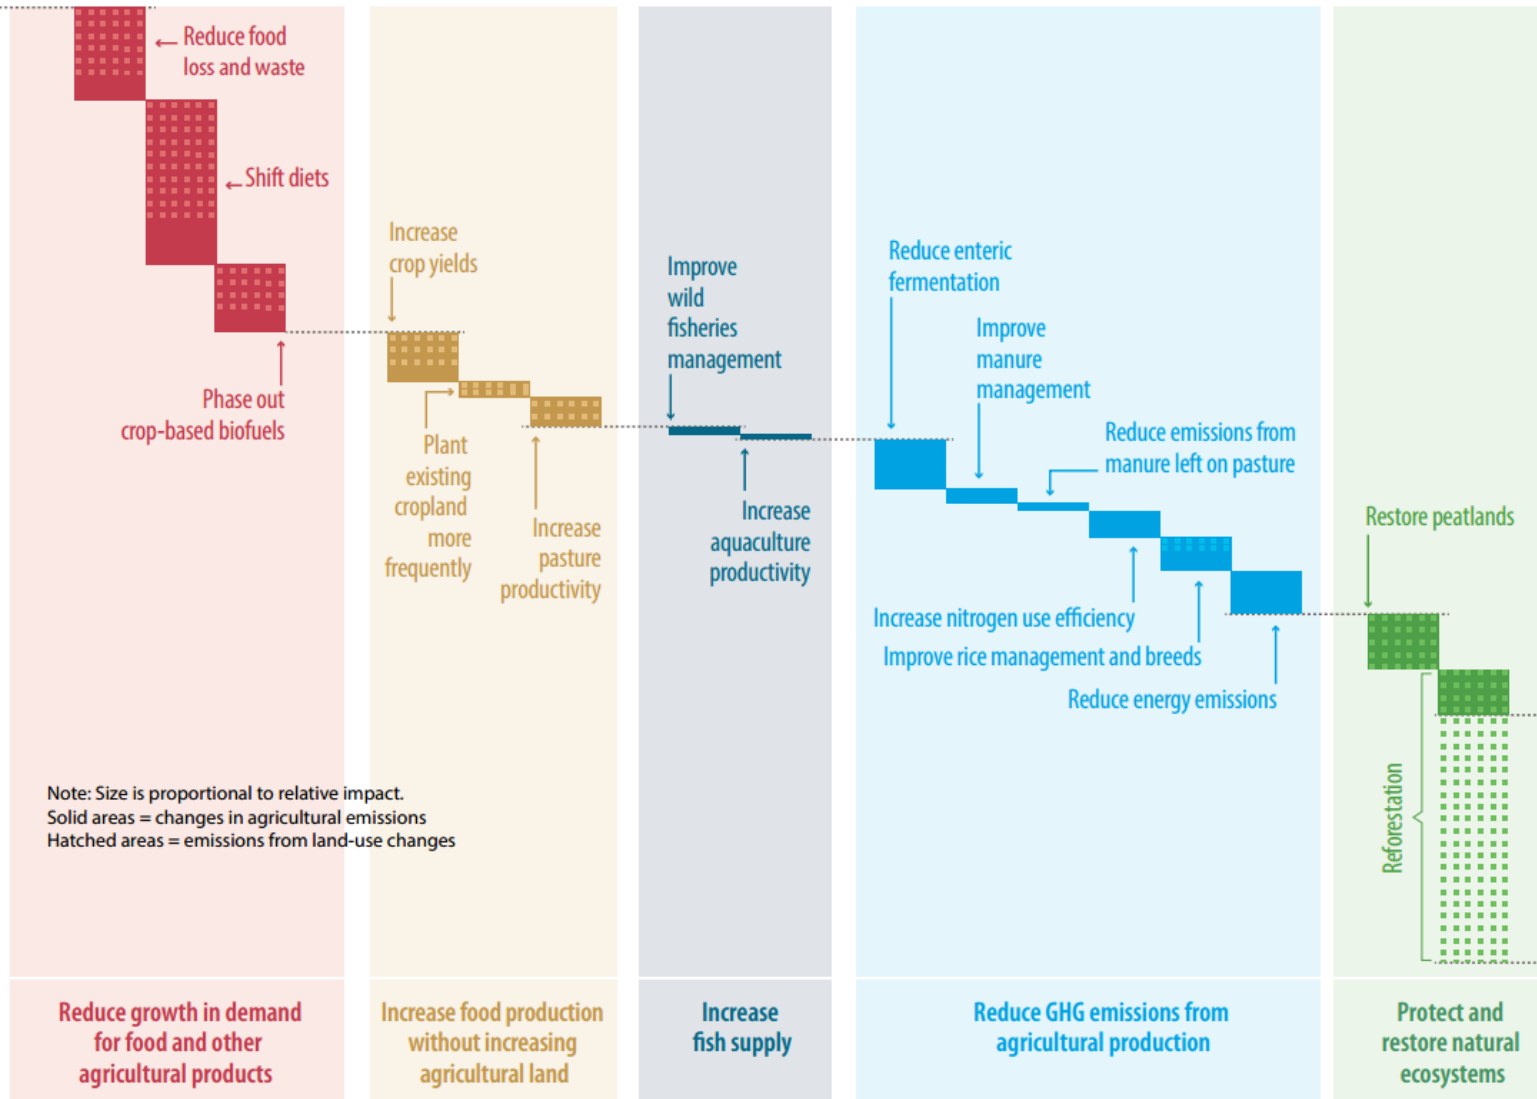 Reduce food
loss and waste
Shift diets
Phase out
crop-based biofuels
Increase
crop yields
Plant
existing
cropland
more
frequently
Increase
pasture
productivity
Improve
wild
fisheries
management
Increase
aquaculture
productivity
Reduce enteric
fermentation
Improve
manure
management
Reduce emissions from
manure left on pasture
Increase nitrogen use efficiency
Improve rice management and breeds
Reduce energy emissions
Restore peatlands
Reforestation
Note: Size is proportional to relative impact.
Solid areas = changes in agricultural emissions
Hatched areas = emissions from land-use changes
Reduce growth in demand
for food and other
agricultural products
Increase food production
without increasing
agricultural land
Increase
fish supply
Reduce GHG emissions from
agricultural production
Protect and
restore natural
ecosystems